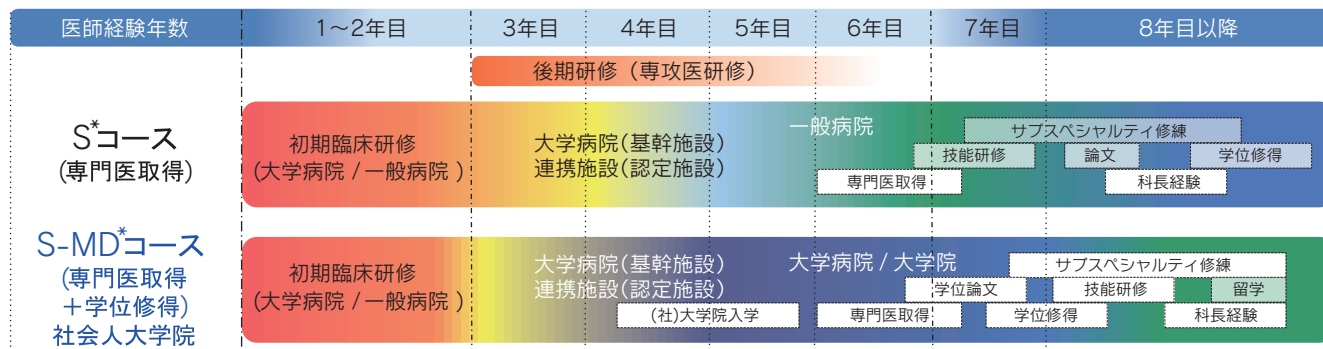 医師経験年数 1〜2年目 3年目 4年目 5年目 6年目 7年目 8年目以降
後期研修（専攻医研修）
S*コース
(専門医取得)
初期臨床研修
(大学病院 / 一般病院 )
大学病院(基幹施設)
連携施設(認定施設)
一般病院
サブスペシャルティ修練
技能研修
論文
学位修得
専門医取得
科長経験
S-MD*コース
(専門医取得
＋学位修得)
社会人大学院
初期臨床研修
(大学病院 / 一般病院 )
大学病院(基幹施設)
連携施設(認定施設)
大学病院 / 大学院
サブスペシャルティ修練
学位論文
技能研修
留学
(社)大学院入学
専門医取得
学位修得
科長経験